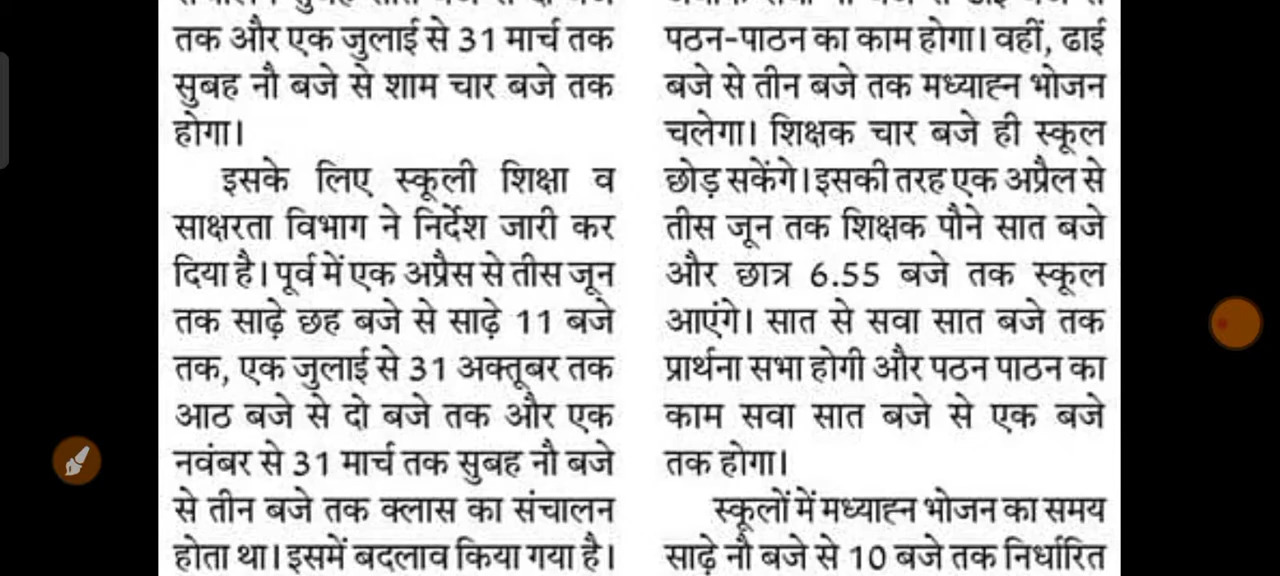 तक और एक जुलाई से 31 मार्च तक
सुबह नौ बजे से शाम चार बजे तक
होगा।
इसके लिए स्कूली शिक्षा व
साक्षरता विभाग ने निर्देश जारी कर
दिया है। पूर्व में एक अप्रैस से तीस जून
तक साढ़े छह बजे से साढ़े 11 बजे
तक, एक जुलाई से 31 अक्तूबर तक
आठ बजे से दो बजे तक और एक
नवंबर से 31 मार्च तक सुबह नौ बजे
से तीन बजे तक क्लास का संचालन
होता था। इसमें बदलाव किया गया है।
पठन-पाठन का काम होगा। वहीं, ढाई
बजे से तीन बजे तक मध्याह्न भोजन
चलेगा। शिक्षक चार बजे ही स्कूल
छोड़ सकेंगे। इसकी तरह एक अप्रैल से
तीस जून तक शिक्षक पौने सात बजे
और छात्र 6.55 बजे तक स्कूल
आएंगे। सात से सवा सात बजे तक
प्रार्थना सभा होगी और पठन पाठन का
काम सवा सात बजे से एक बजे
तक होगा।
स्कूलों में मध्याह्न भोजन का समय
साढ़े नौ बजे से 10 बजे तक निर्धारित